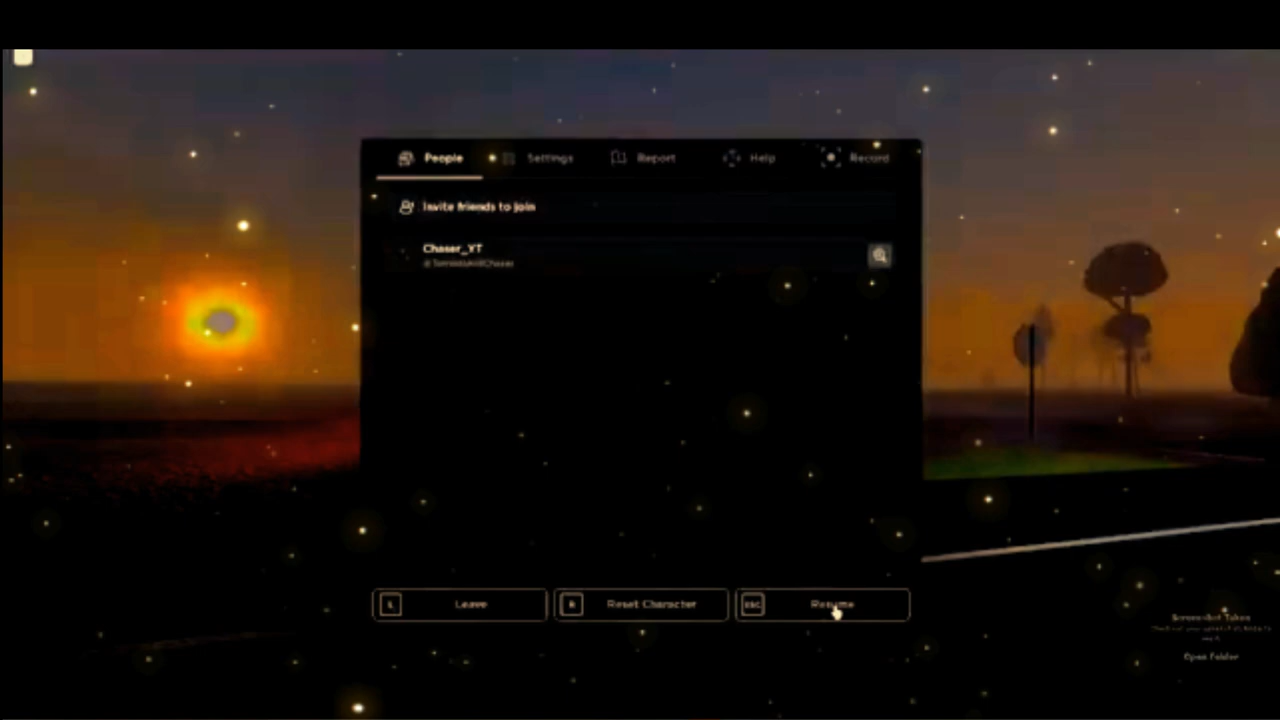 People
Settings
Report
Help
Record
Invite friends to join
Chaser_YT
L
Leave
R
Reset Character
ESC
Resume
Screenshot Taken
Open Folder